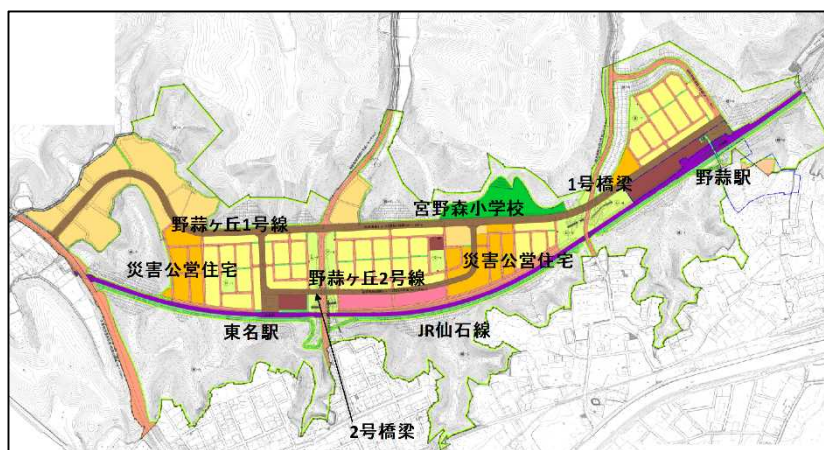 1号橋梁
野蒜駅
宮野森小学校
野蒜ヶ丘1号線
災害公営住宅
災害公営住宅
野蒜ヶ丘2号線
東名駅
JR仙石線
2号橋梁